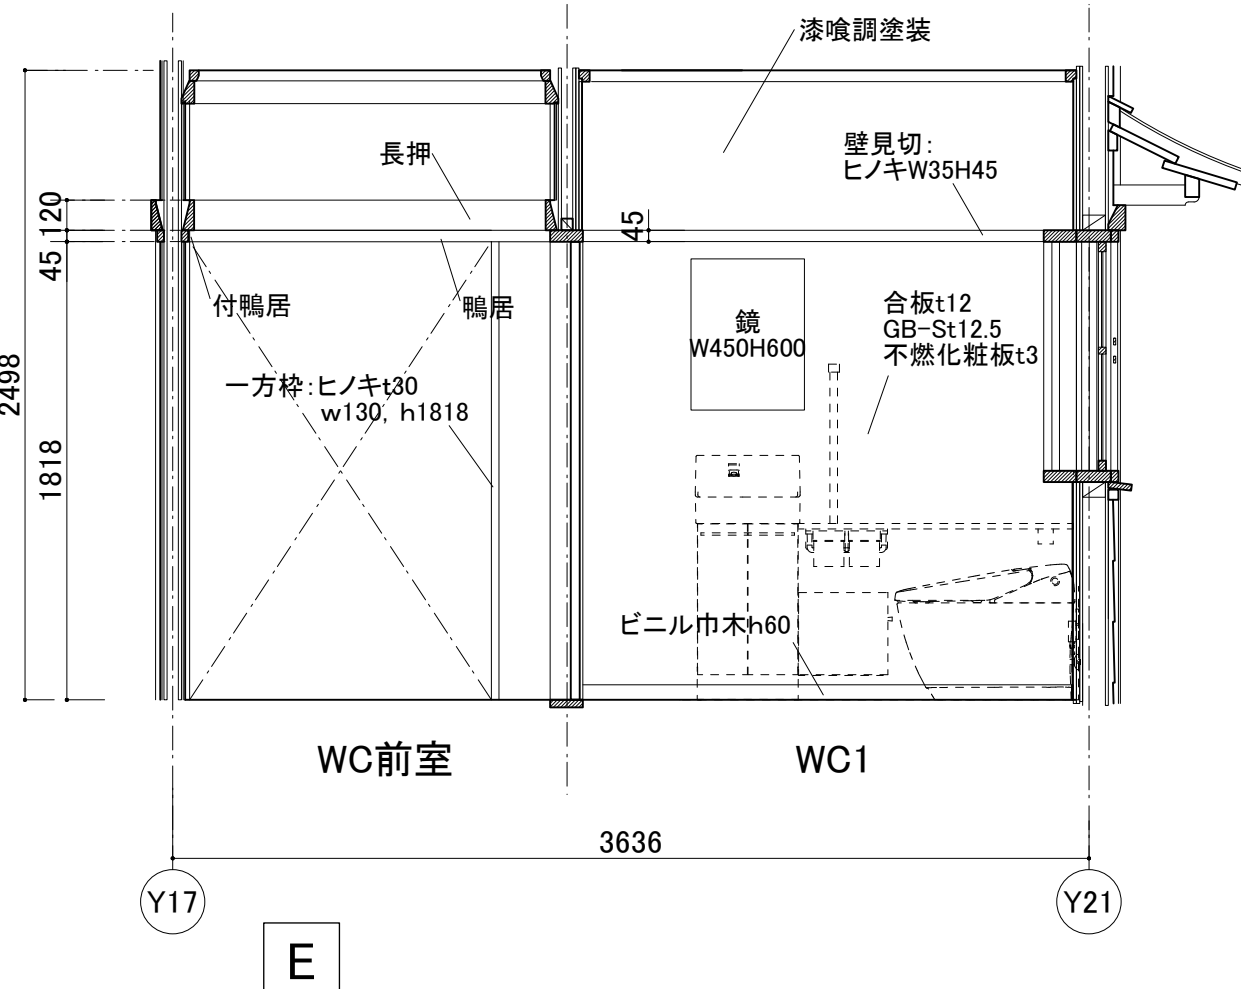 漆喰調塗装
長押
壁見切：
ヒノキW35H45
120
45
45
付鴨居
鴨居
鏡
W450H600
合板t12
GB-St12.5
不燃化粧板t3
2498
一方枠：ヒノキt30
w130, h1818
1818
ビニル巾木h60
WC前室
WC1
3636
Y17
Y21
E